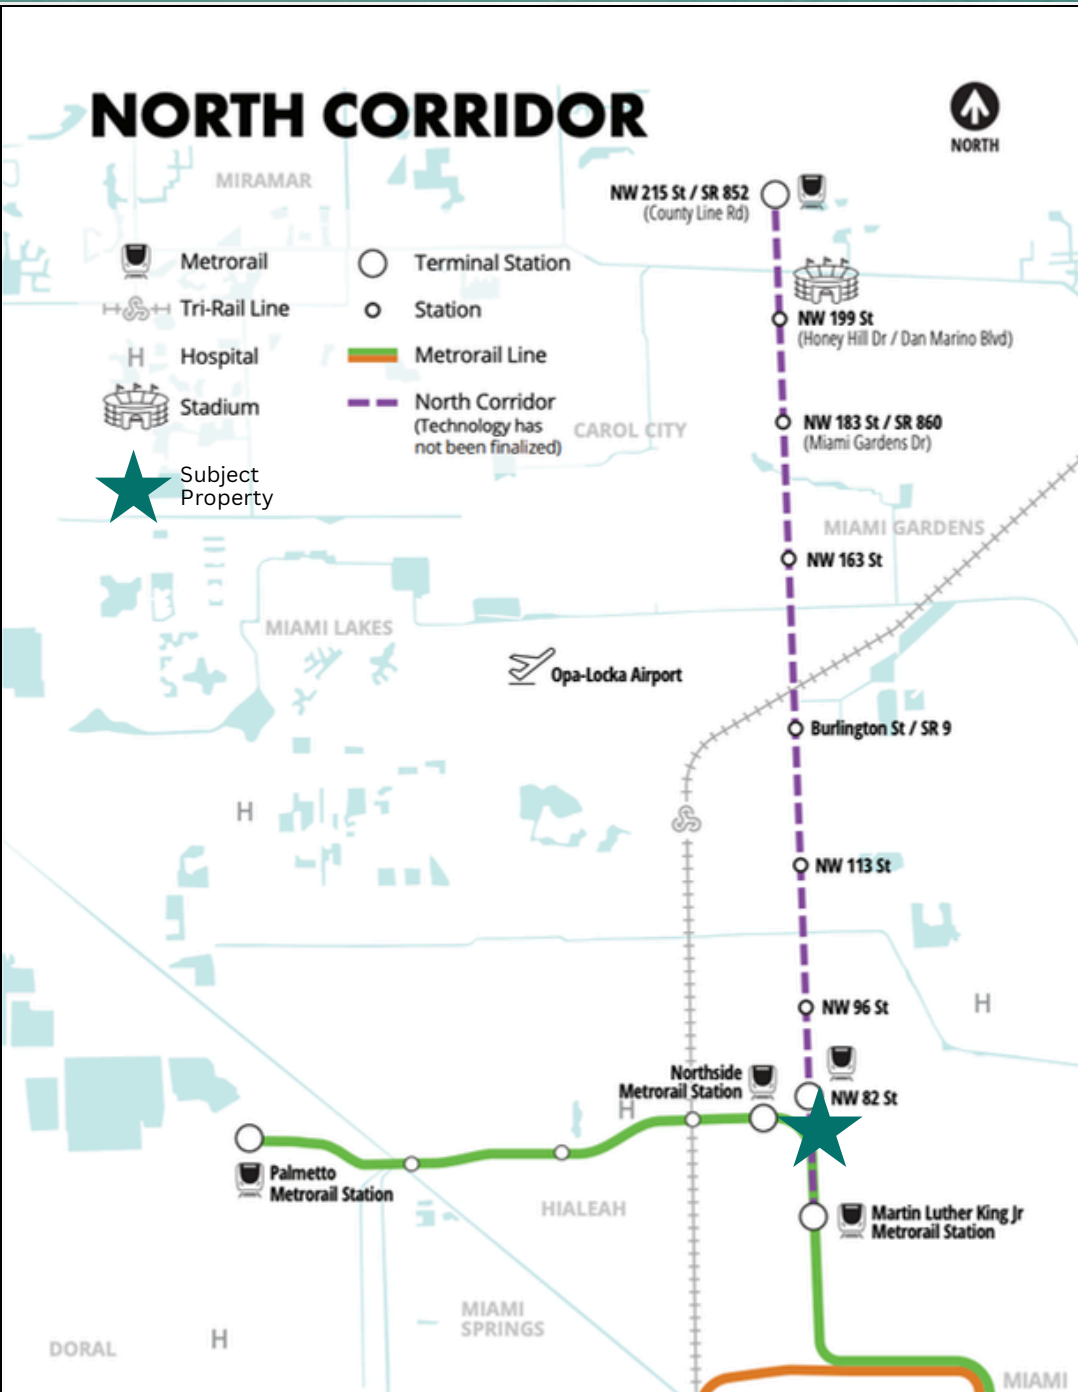 NORTH CORRIDOR
NORTH
MIRAMAR
NW 215 St / SR 852
(County Line Rd)
Metrorail
Terminal Station
Tri-Rail Line
Station
H
Hospital
Metrorail Line
Stadium
North Corridor
(Technology has
not been finalized)
Subject
Property
NW 199 St
(Honey Hill Dr / Dan Marino Blvd)
CAROL CITY
NW 183 St / SR 860
(Miami Gardens Dr)
MIAMI GARDENS
NW 163 St
MIAMI LAKES
Opa-Locka Airport
Burlington St / SR 9
H
NW 113 St
H
NW 96 St
Northside
Metrorail Station
H
NW 82 St
Palmetto
Metrorail Station
HIALEAH
Martin Luther King Jr
Metrorail Station
MIAMI
SPRINGS
DORAL
H
MIAMI